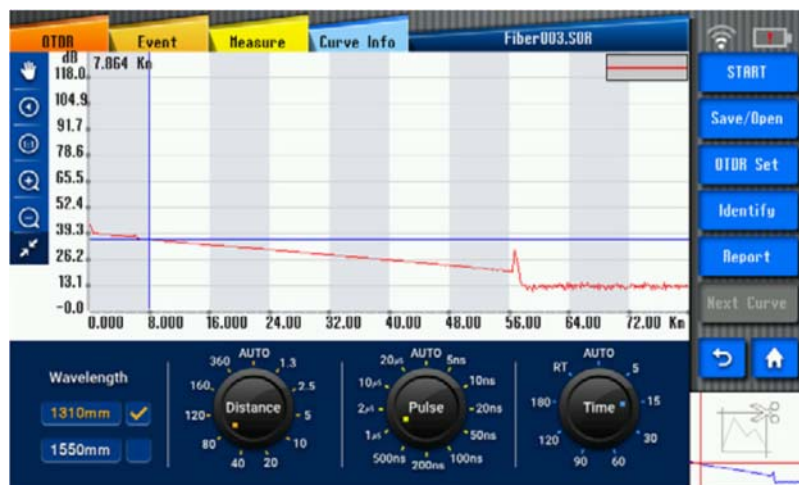 OTDR Event Measure Curve Info Fiber003.SOR
dB
118.0 7.864 Km
104.9
91.7
78.6
65.5
52.4
39.3
26.2
13.1
-0.0
0.000 8.000 16.000 24.00 32.00 40.00 48.00 56.00 64.00 72.00 Km
START
Save/Open
OTDR Set
Identify
Report
Next Curve
Wavelength
1310mm
1550mm
AUTO
360 1.3
160 2.5
120 Distance 5
80 10
40 20
AUTO
20µs 5ns
10µs 10ns
2µs Pulse 20ns
1µs 50ns
500ns 200ns 100ns
AUTO
RT 5
180 Time 15
120 30
90 60